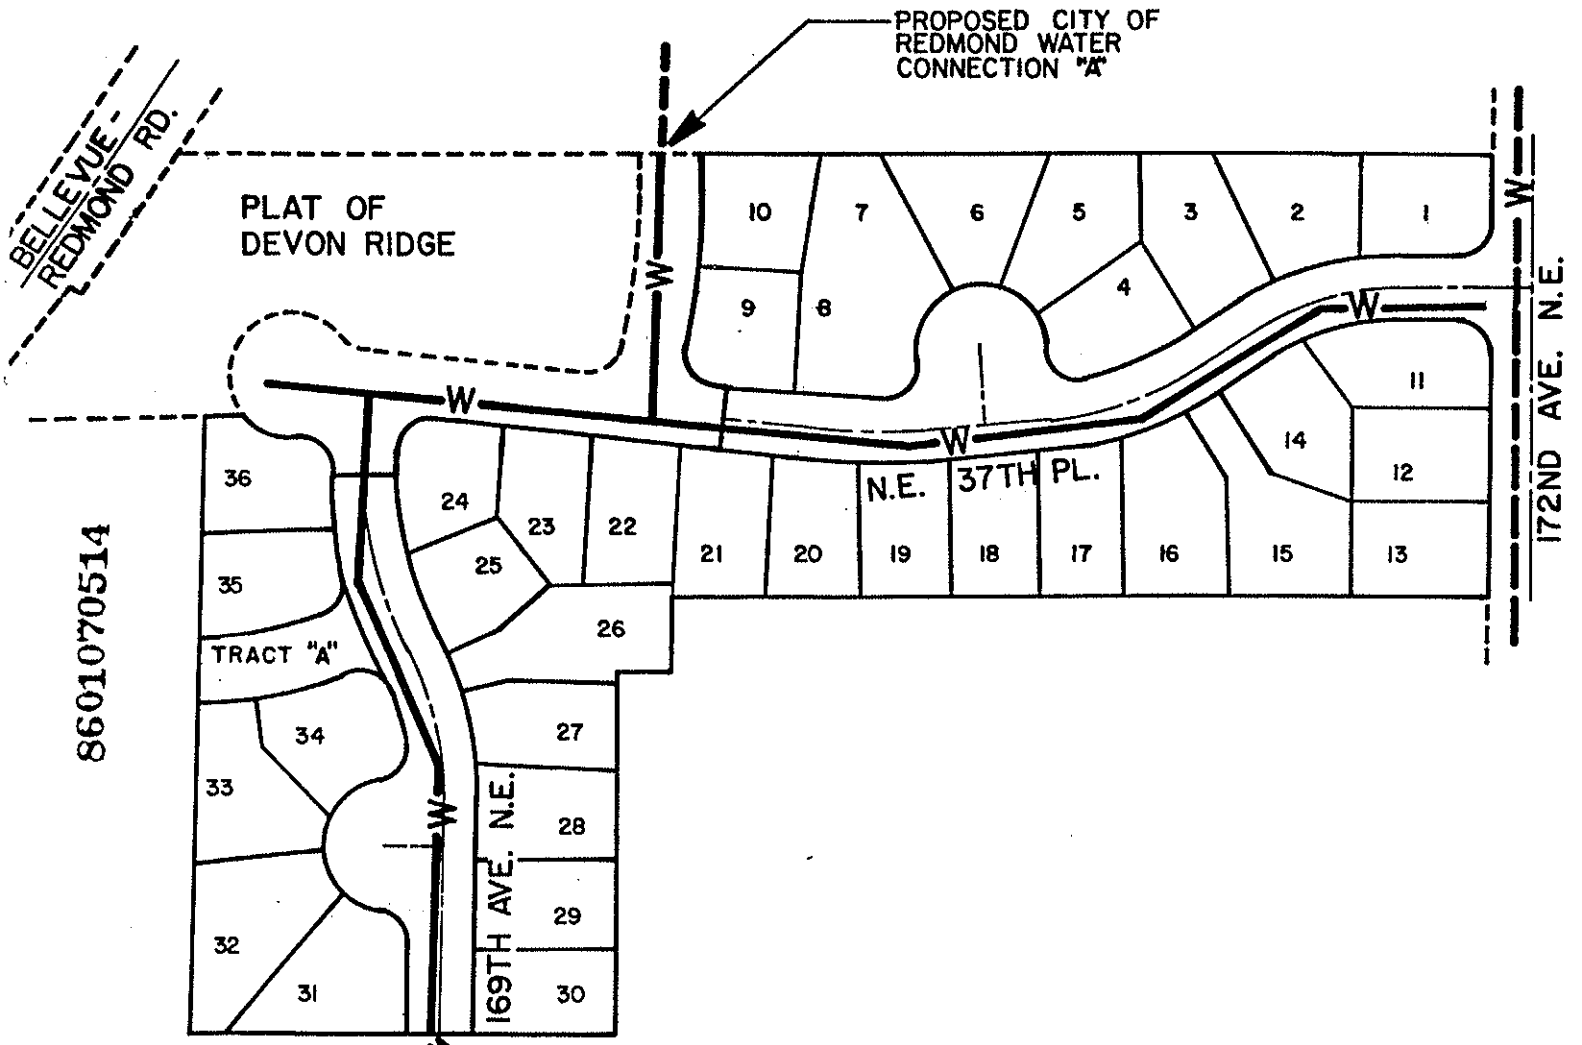 PROPOSED CITY OF
REDMOND WATER
CONNECTION "A"
BELLEVUE -
REDMOND RD.
PLAT OF
DEVON RIDGE
10
7
6
5
3
2
1
W
W
9
8
4
W
172ND AVE. N.E.
11
W
W
14
12
N.E. 37TH PL.
36
24
23
22
21
20
19
18
17
16
15
13
35
25
26
TRACT "A"
8601070514
34
27
33
W
169TH AVE. N.E.
28
29
32
31
30